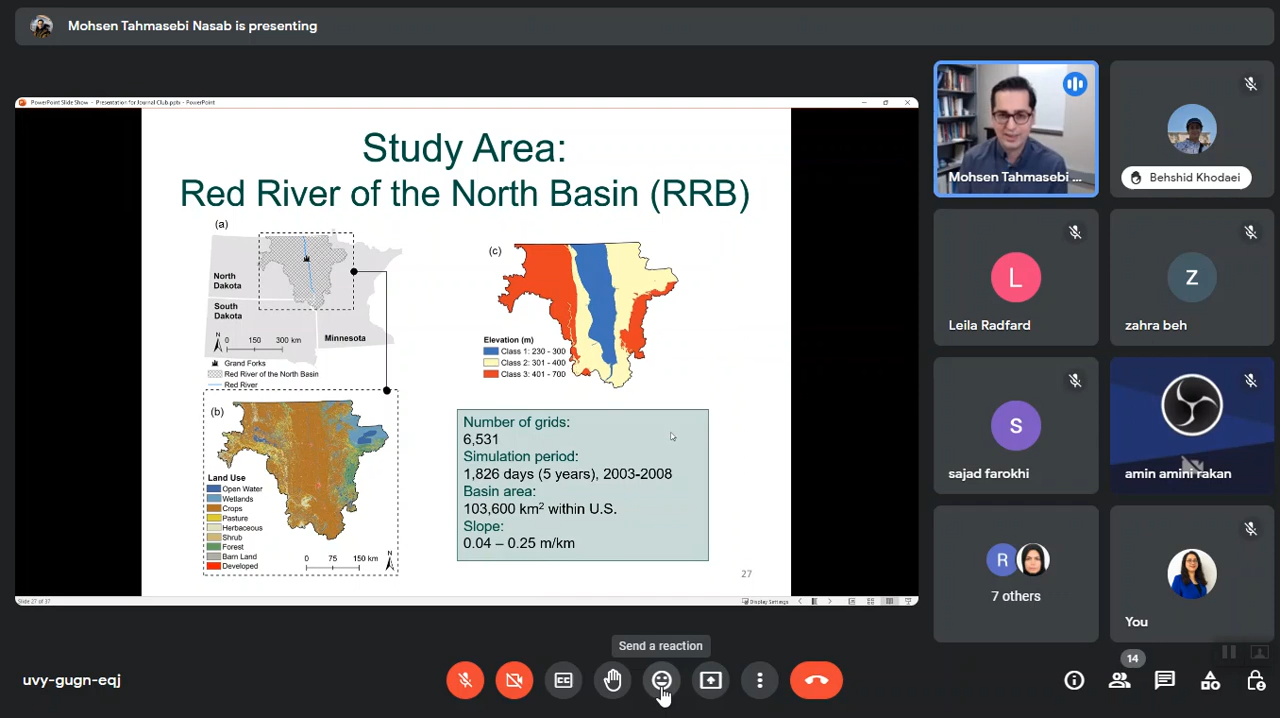 Mohsen Tahmasebi Nasab is presenting
PowerPoint Slide Show - Presentation for Journal Club.pptx - PowerPoint
Study Area:
Red River of the North Basin (RRB)
(a)
North
Dakota
South
Dakota
Minnesota
N
0 150 300 km
Grand Forks
Red River of the North Basin
Red River
(b)
Land Use
Open Water
Wetlands
Crops
Pasture
Herbaceous
Shrub
Forest
Barn Land
Developed
0 75 150 km
N
(c)
Elevation (m)
Class 1: 230 - 300
Class 2: 301 - 400
Class 3: 401 - 700
Number of grids:
6,531
Simulation period:
1,826 days (5 years), 2003-2008
Basin area:
103,600 km² within U.S.
Slope:
0.04 – 0.25 m/km
27
Slide 27 of 37
Display Settings
Mohsen Tahmasebi ...
Behshid Khodaei
L
Leila Radfard
Z
zahra beh
S
sajad farokhi
amin amini rakan
R
7 others
You
Send a reaction
uvy-gugn-eqj
14